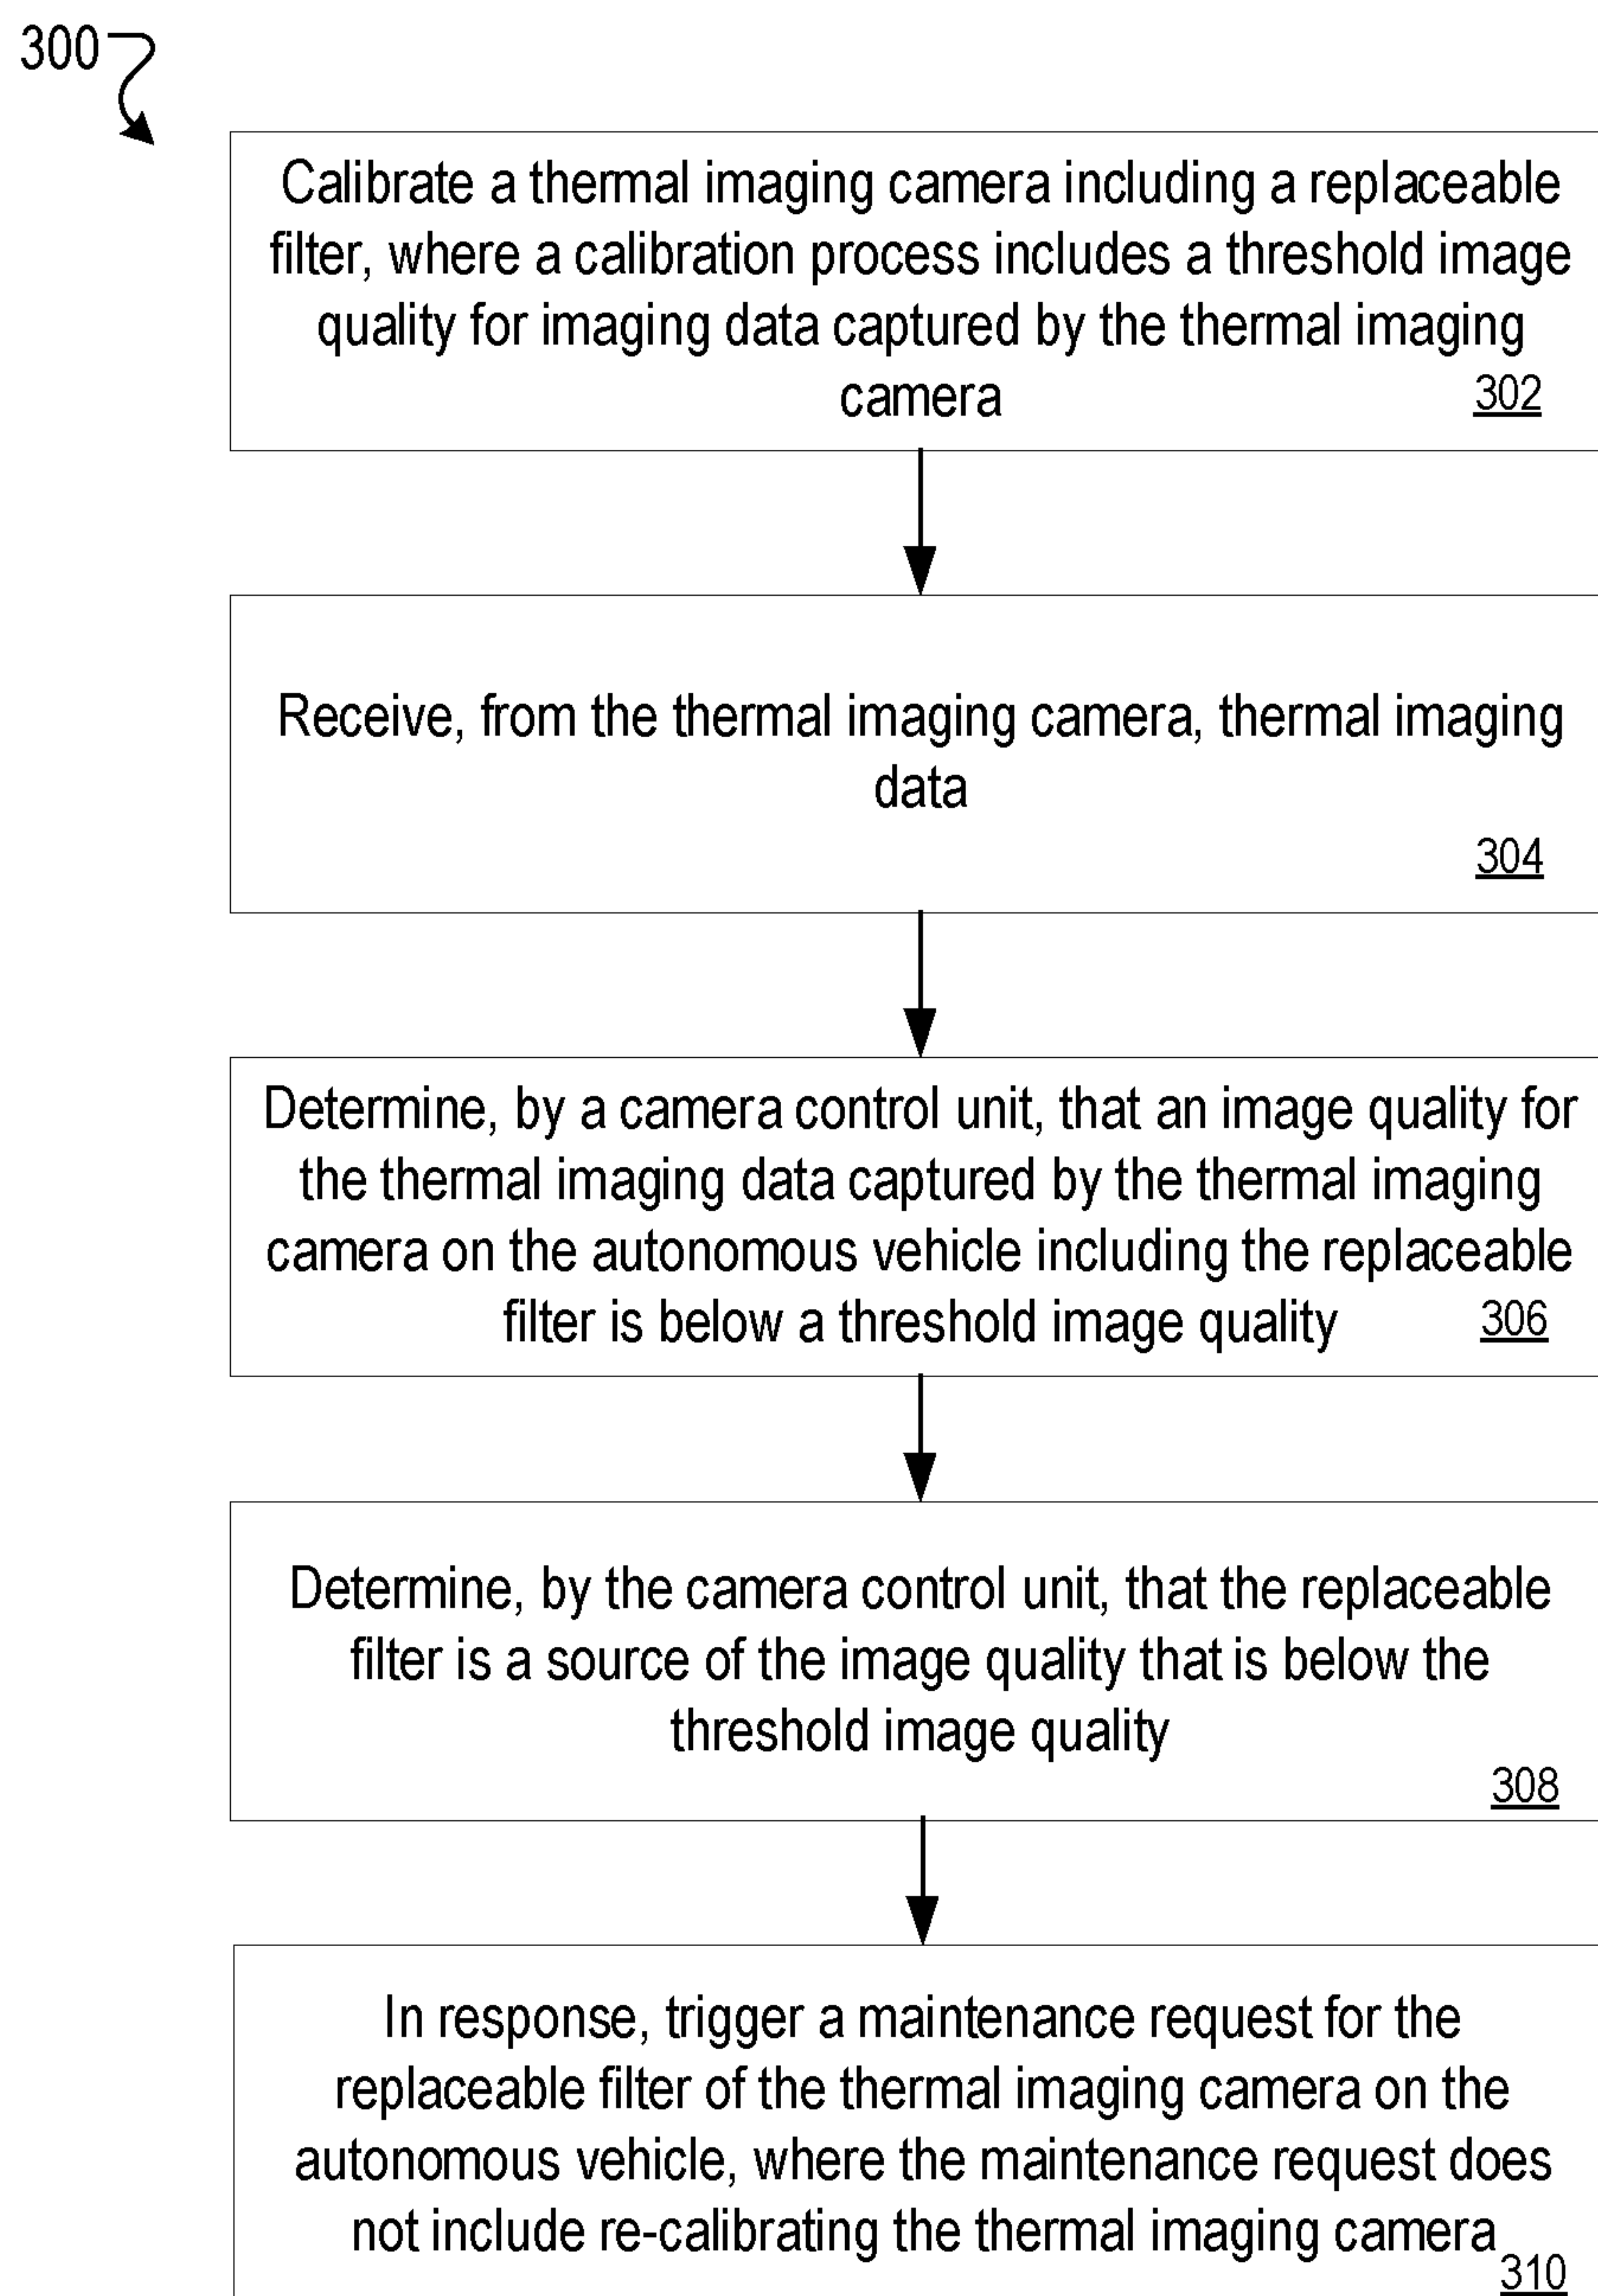 300
Calibrate a thermal imaging camera including a replaceable
filter, where a calibration process includes a threshold image
quality for imaging data captured by the thermal imaging
camera
302
Receive, from the thermal imaging camera, thermal imaging
data
304
Determine, by a camera control unit, that an image quality for
the thermal imaging data captured by the thermal imaging
camera on the autonomous vehicle including the replaceable
filter is below a threshold image quality
306
Determine, by the camera control unit, that the replaceable
filter is a source of the image quality that is below the
threshold image quality
308
In response, trigger a maintenance request for the
replaceable filter of the thermal imaging camera on the
autonomous vehicle, where the maintenance request does
not include re-calibrating the thermal imaging camera
310